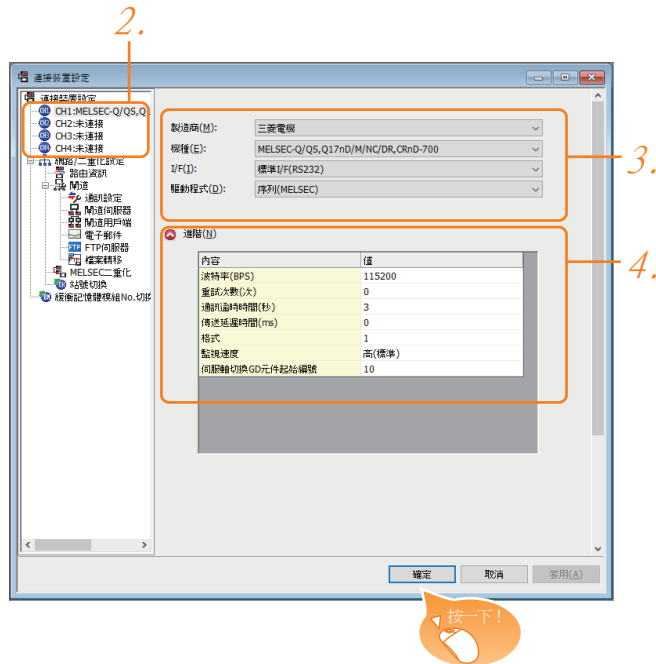 2.
連接裝置設定
連接裝置設定
CH1:MELSEC-Q/QS,Q
CH2:未連接
CH3:未連接
CH4:未連接
網路/二重化設定
路由資訊
閘道
通訊設定
閘道伺服器
閘道用戶端
電子郵件
FTP伺服器
檔案轉移
MELSEC二重化
站號切換
緩衝記憶體模組No.切換
製造商(M): 三菱電機
機種(E): MELSEC-Q/QS,Q17nD/M/NC/DR,CRnD-700
I/F(I): 標準I/F(RS232)
驅動程式(D): 序列(MELSEC)
3.
進階(N)
內容 值
波特率(BPS) 115200
重試次數(次) 0
通訊逾時時間(秒) 3
傳送延遲時間(ms) 0
格式 1
監視速度 高(標準)
伺服軸切換GD元件起始編號 10
4.
確定 取消 套用(A)
按一下!